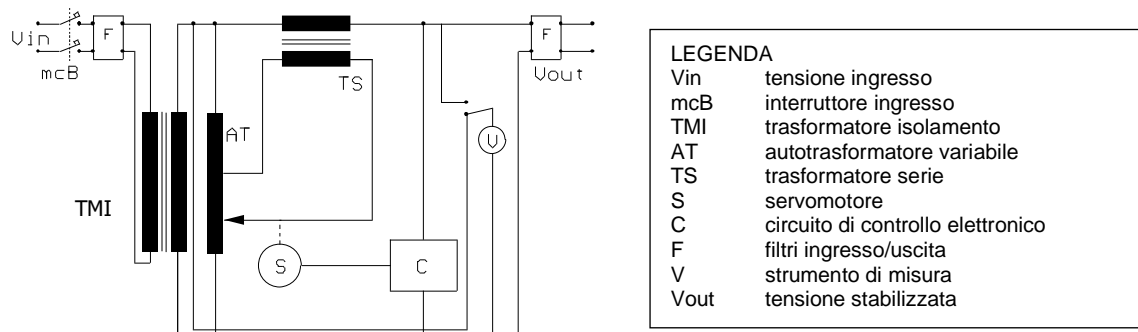 Vin
mcB
F
TMI
AT
TS
S
C
V
F
Vout
LEGENDA
Vin tensione ingresso
mcB interruttore ingresso
TMI trasformatore isolamento
AT autotrasformatore variabile
TS trasformatore serie
S servomotore
C circuito di controllo elettronico
F filtri ingresso/uscita
V strumento di misura
Vout tensione stabilizzata